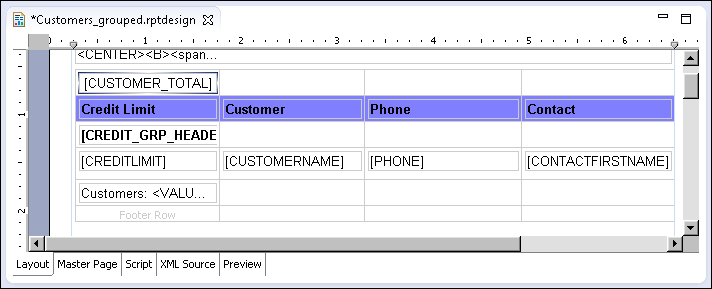 *Customers_grouped.rptdesign
0 1 2 3 4 5 6
<CENTER><B><span...
[CUSTOMER_TOTAL]
1
Credit Limit Customer Phone Contact
[CREDIT_GRP_HEADE
[CREDITLIMIT] [CUSTOMERNAME] [PHONE] [CONTACTFIRSTNAME]
Customers: <VALU...
2
Footer Row
Layout Master Page Script XML Source Preview